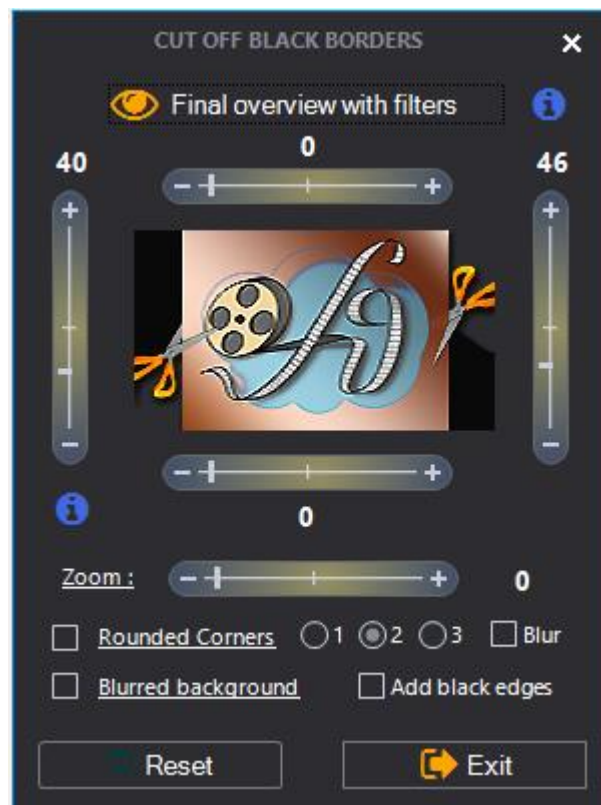 CUT OFF BLACK BORDERS
Final overview with filters
0
40
46
0
Zoom :
0
Rounded Corners
1
2
3
Blur
Blurred background
Add black edges
Reset
Exit